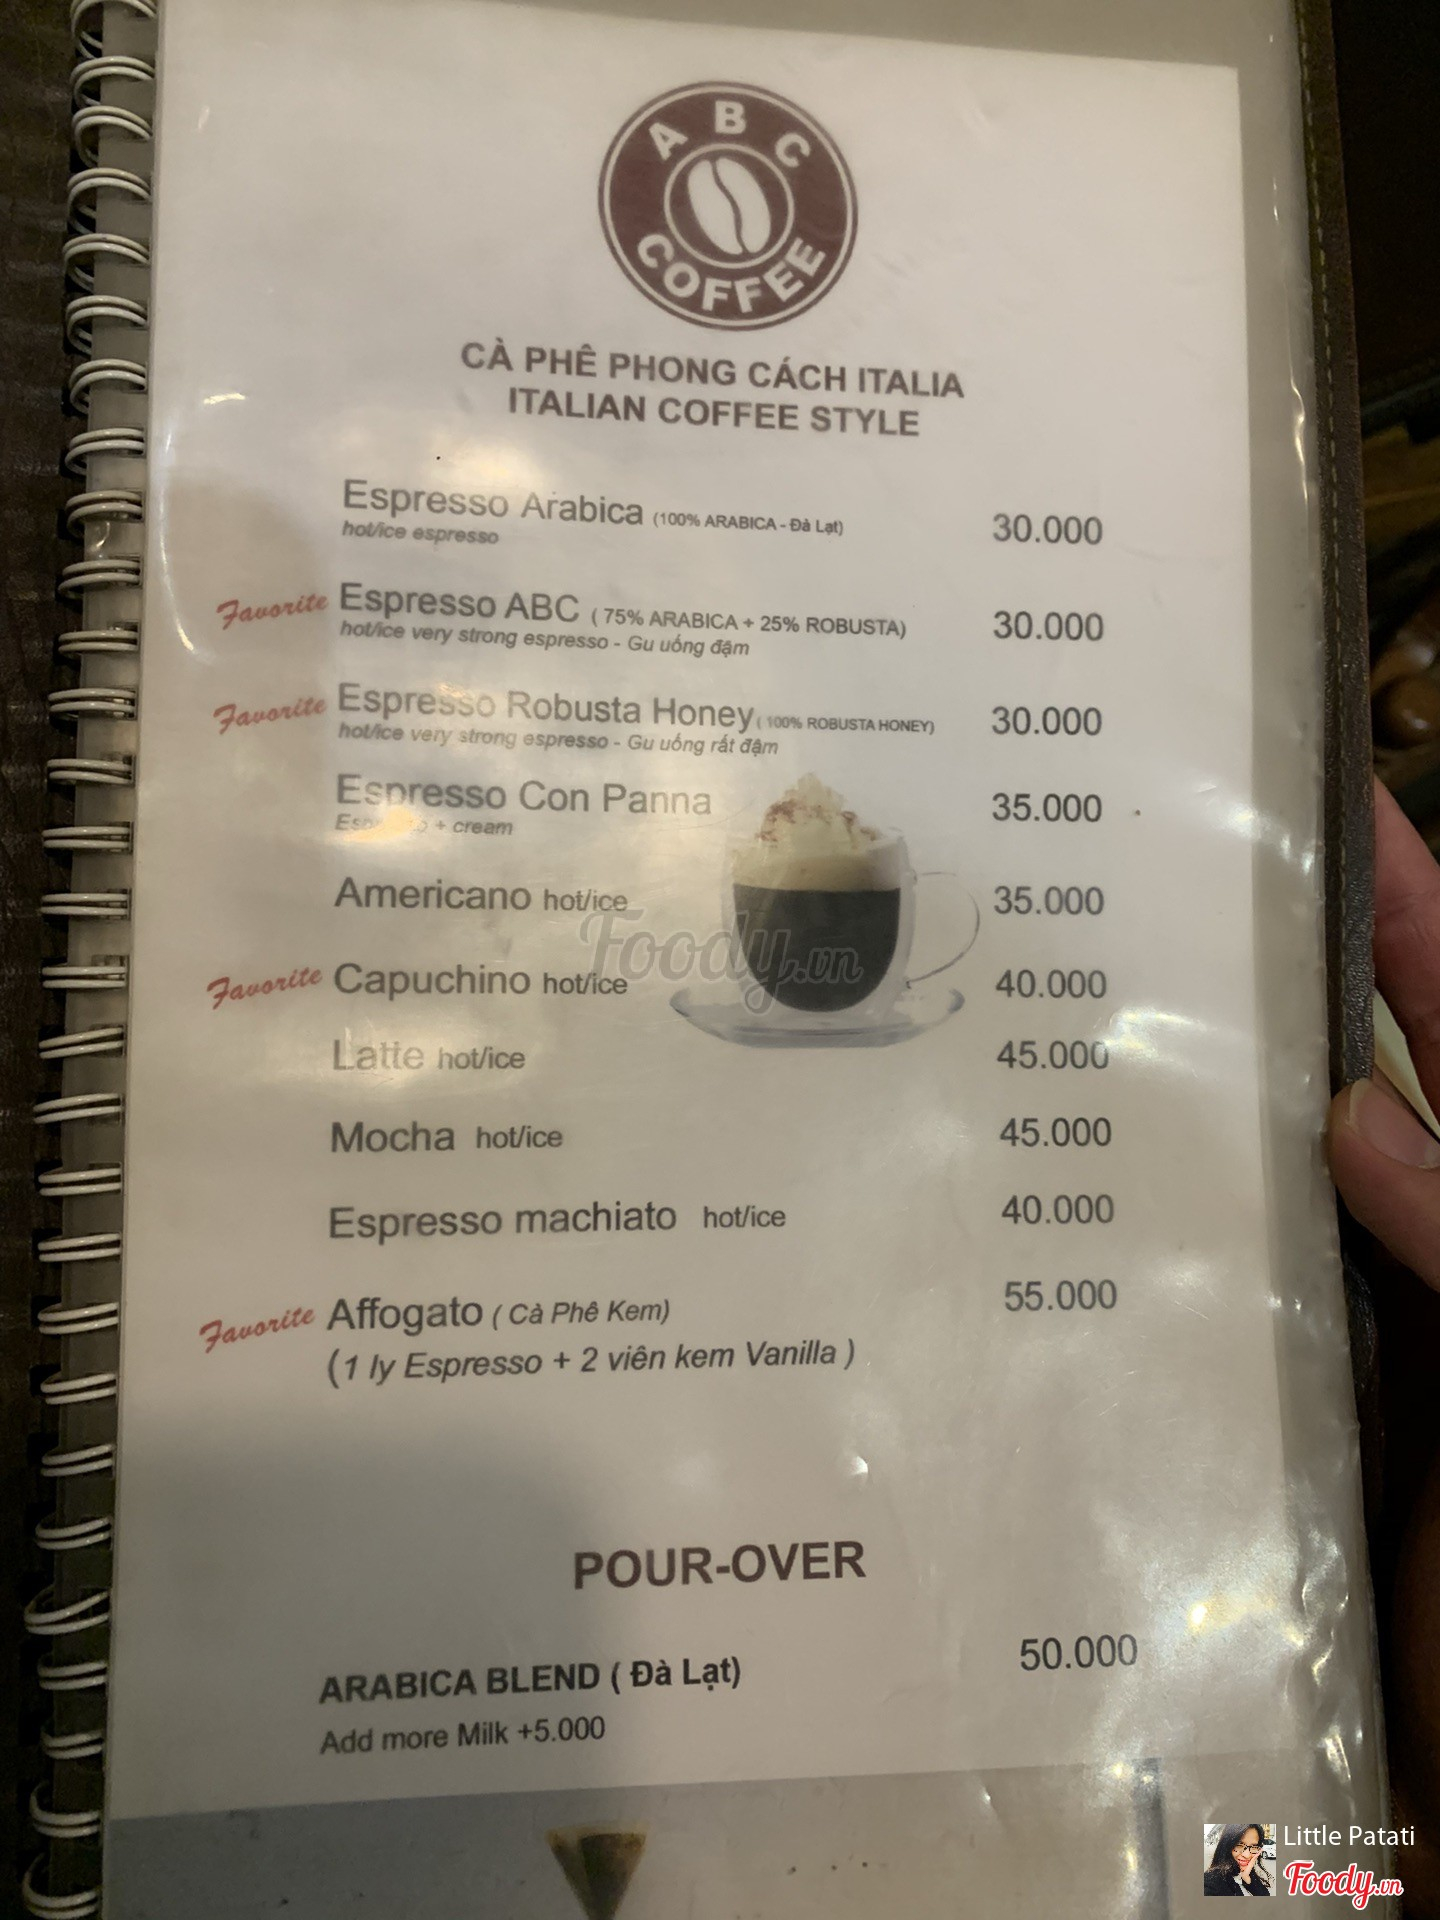 ABC COFFEE
CÀ PHÊ PHONG CÁCH ITALIA
ITALIAN COFFEE STYLE
Espresso Arabica (100% ARABICA - Đà Lạt) 30.000
hot/ice espresso
Favorite Espresso ABC ( 75% ARABICA + 25% ROBUSTA) 30.000
hot/ice very strong espresso - Gu uống đậm
Favorite Espresso Robusta Honey ( 100% ROBUSTA HONEY) 30.000
hot/ice very strong espresso - Gu uống rất đậm
Espresso Con Panna 35.000
Espresso + cream
Americano hot/ice 35.000
Foody.vn
Favorite Capuchino hot/ice 40.000
Latte hot/ice 45.000
Mocha hot/ice 45.000
Espresso machiato hot/ice 40.000
Favorite Affogato ( Cà Phê Kem) 55.000
(1 ly Espresso + 2 viên kem Vanilla )
POUR-OVER
ARABICA BLEND ( Đà Lạt) 50.000
Add more Milk +5.000
Little Patati
Foody.vn